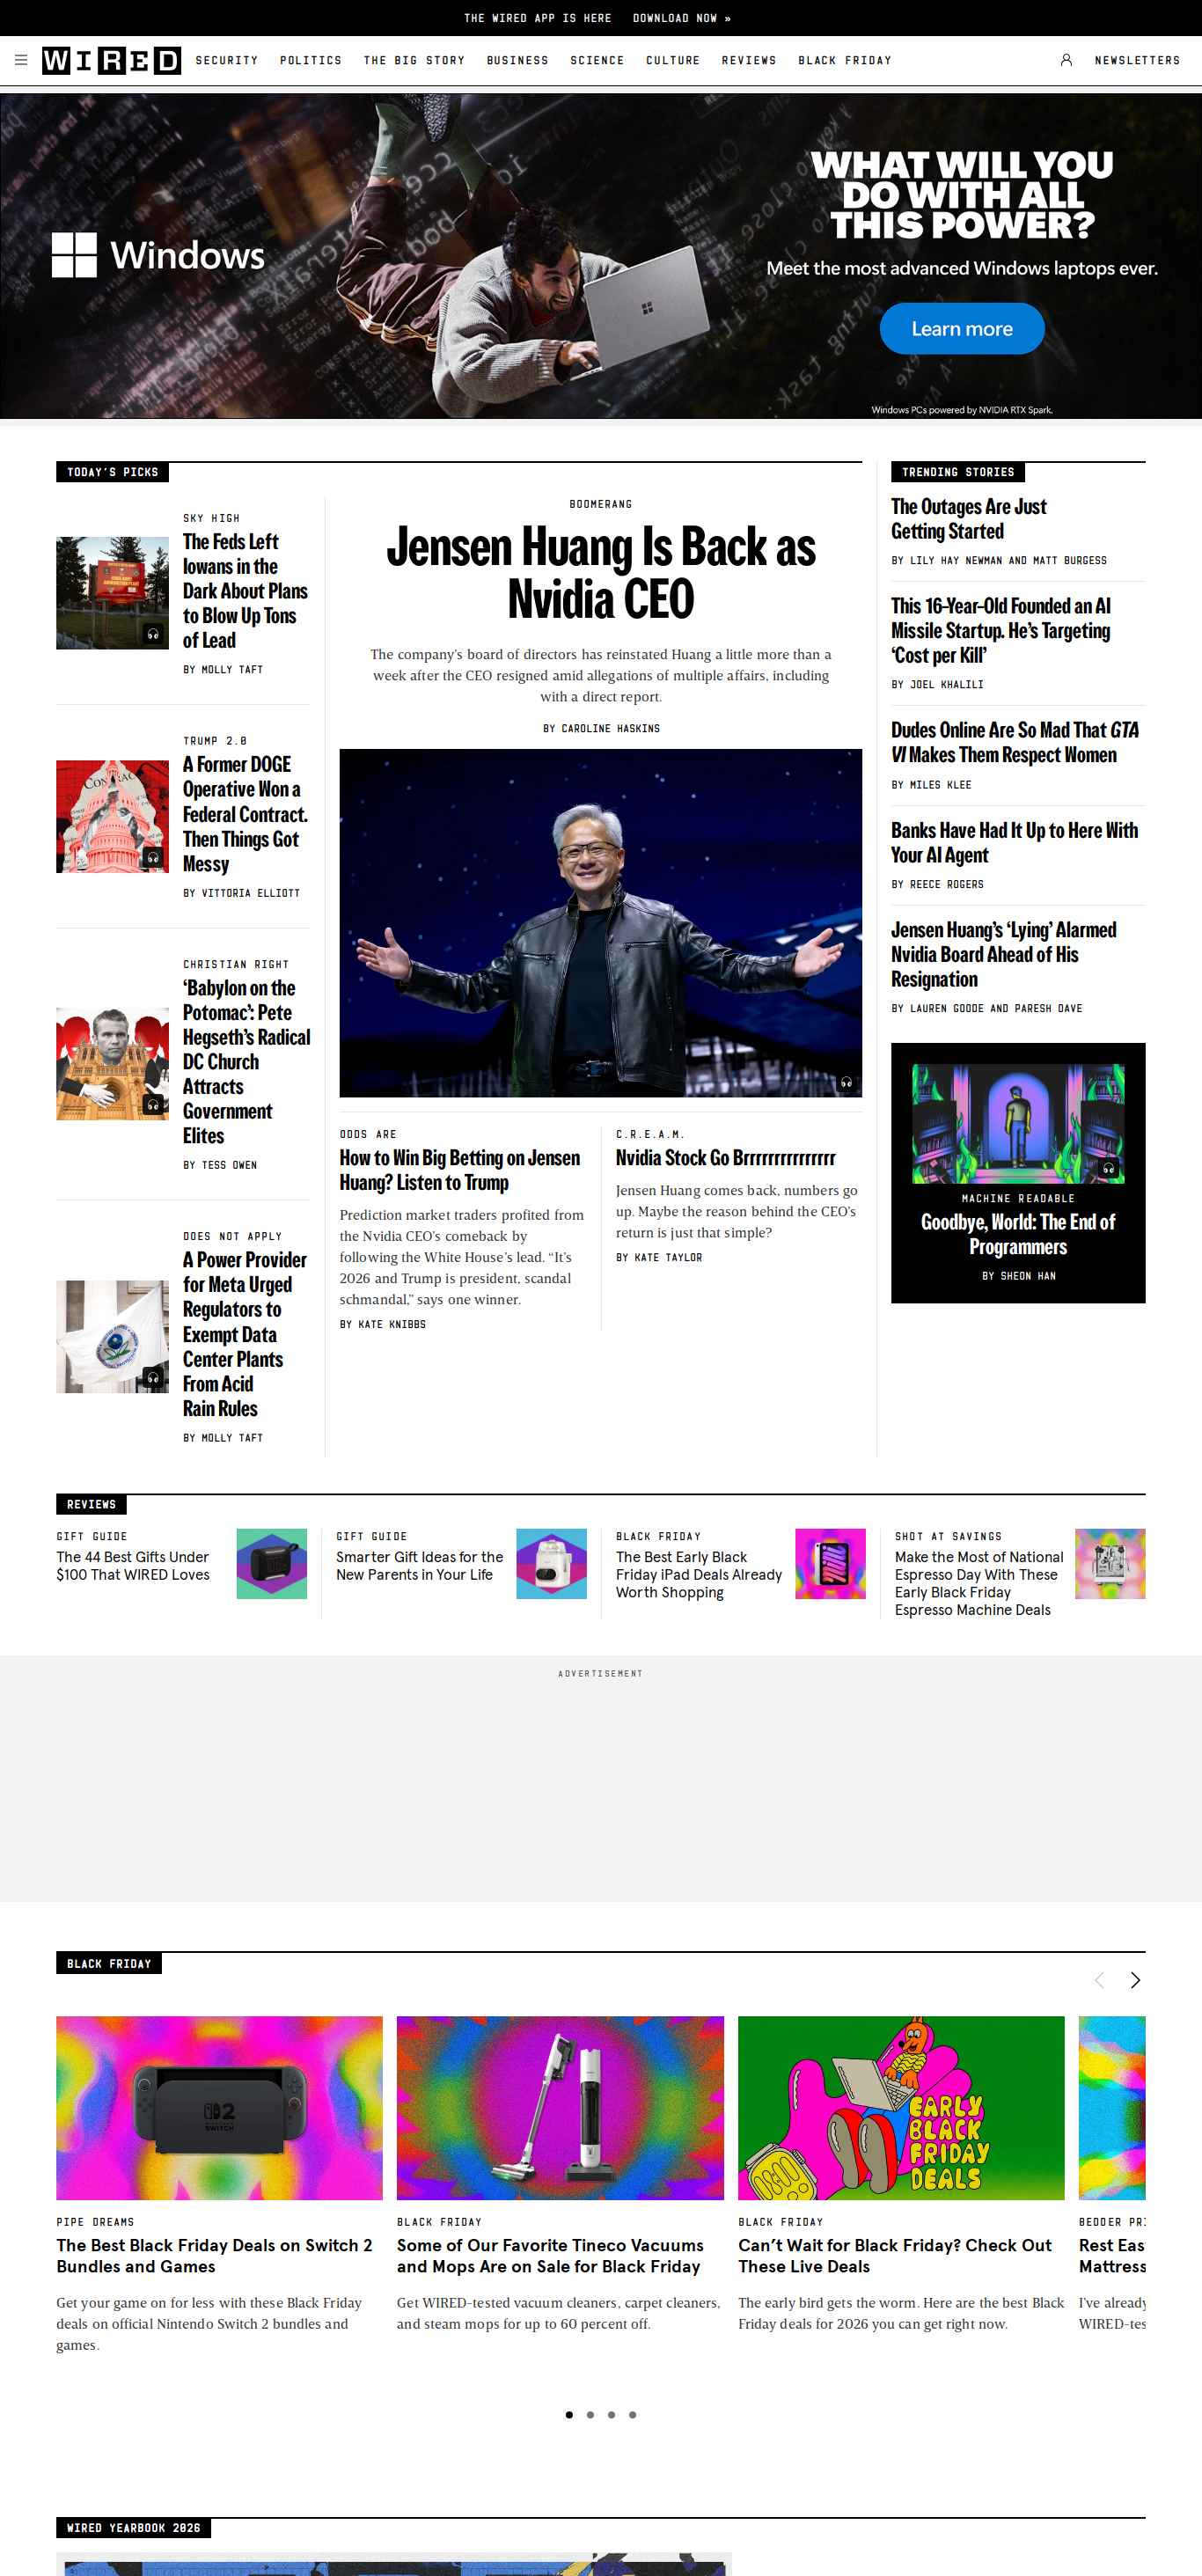 THE WIRED APP IS HERE DOWNLOAD NOW »
WIRED SECURITY POLITICS THE BIG STORY BUSINESS SCIENCE CULTURE REVIEWS BLACK FRIDAY NEWSLETTERS
Windows
WHAT WILL YOU
DO WITH ALL
THIS POWER?
Meet the most advanced Windows laptops ever.
Learn more
Windows PCs powered by NVIDIA RTX Spark.
TODAY'S PICKS
SKY HIGH
The Feds Left
Iowans in the
Dark About Plans
to Blow Up Tons
of Lead
BY MOLLY TAFT
TRUMP 2.0
A Former DOGE
Operative Won a
Federal Contract.
Then Things Got
Messy
BY VITTORIA ELLIOTT
CHRISTIAN RIGHT
‘Babylon on the
Potomac’: Pete
Hegseth’s Radical
DC Church
Attracts
Government
Elites
BY TESS OWEN
DOES NOT APPLY
A Power Provider
for Meta Urged
Regulators to
Exempt Data
Center Plants
From Acid
Rain Rules
BY MOLLY TAFT
BOOMERANG
Jensen Huang Is Back as
Nvidia CEO
The company’s board of directors has reinstated Huang a little more than a
week after the CEO resigned amid allegations of multiple affairs, including
with a direct report.
BY CAROLINE HASKINS
ODDS ARE
How to Win Big Betting on Jensen
Huang? Listen to Trump
Prediction market traders profited from
the Nvidia CEO’s comeback by
following the White House’s lead. “It’s
2026 and Trump is president, scandal
schmandal,” says one winner.
BY KATE KNIBBS
C.R.E.A.M.
Nvidia Stock Go Brrrrrrrrrrrrrrr
Jensen Huang comes back, numbers go
up. Maybe the reason behind the CEO’s
return is just that simple?
BY KATE TAYLOR
TRENDING STORIES
The Outages Are Just
Getting Started
BY LILY HAY NEWMAN AND MATT BURGESS
This 16-Year-Old Founded an AI
Missile Startup. He’s Targeting
‘Cost per Kill’
BY JOEL KHALILI
Dudes Online Are So Mad That GTA
VI Makes Them Respect Women
BY MILES KLEE
Banks Have Had It Up to Here With
Your AI Agent
BY REECE ROGERS
Jensen Huang’s ‘Lying’ Alarmed
Nvidia Board Ahead of His
Resignation
BY LAUREN GOODE AND PARESH DAVE
MACHINE READABLE
Goodbye, World: The End of
Programmers
BY SHEON HAN
REVIEWS
GIFT GUIDE
The 44 Best Gifts Under
$100 That WIRED Loves
GIFT GUIDE
Smarter Gift Ideas for the
New Parents in Your Life
BLACK FRIDAY
The Best Early Black
Friday iPad Deals Already
Worth Shopping
SHOT AT SAVINGS
Make the Most of National
Espresso Day With These
Early Black Friday
Espresso Machine Deals
ADVERTISEMENT
BLACK FRIDAY
PIPE DREAMS
The Best Black Friday Deals on Switch 2
Bundles and Games
Get your game on for less with these Black Friday
deals on official Nintendo Switch 2 bundles and
games.
BLACK FRIDAY
Some of Our Favorite Tineco Vacuums
and Mops Are on Sale for Black Friday
Get WIRED-tested vacuum cleaners, carpet cleaners,
and steam mops for up to 60 percent off.
EARLY
BLACK
FRIDAY
DEALS
BLACK FRIDAY
Can’t Wait for Black Friday? Check Out
These Live Deals
The early bird gets the worm. Here are the best Black
Friday deals for 2026 you can get right now.
BEDDER PRI
Rest Eas
Mattress
I’ve already
WIRED-tes
WIRED YEARBOOK 2026